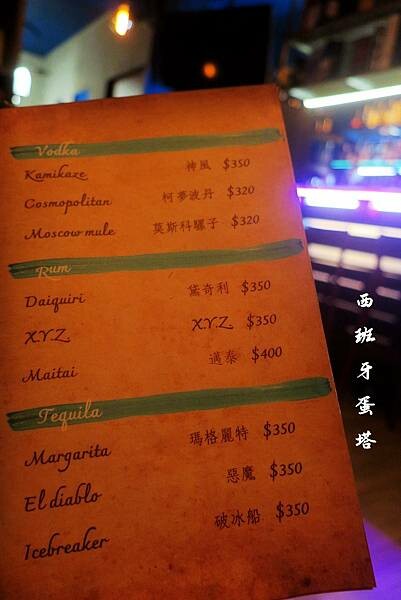 Vodka
Kamikaze 神風 $350
Cosmopolitan 柯夢波丹 $320
Moscow mule 莫斯科騾子 $320
Rum
Daiquiri 黛奇利 $350
X.Y.Z. X.Y.Z. $350
Maitai 邁泰 $400
Tequila
Margarita 瑪格麗特 $350
El diablo 惡魔 $350
Icebreaker 破冰船 $350
西班牙蛋塔